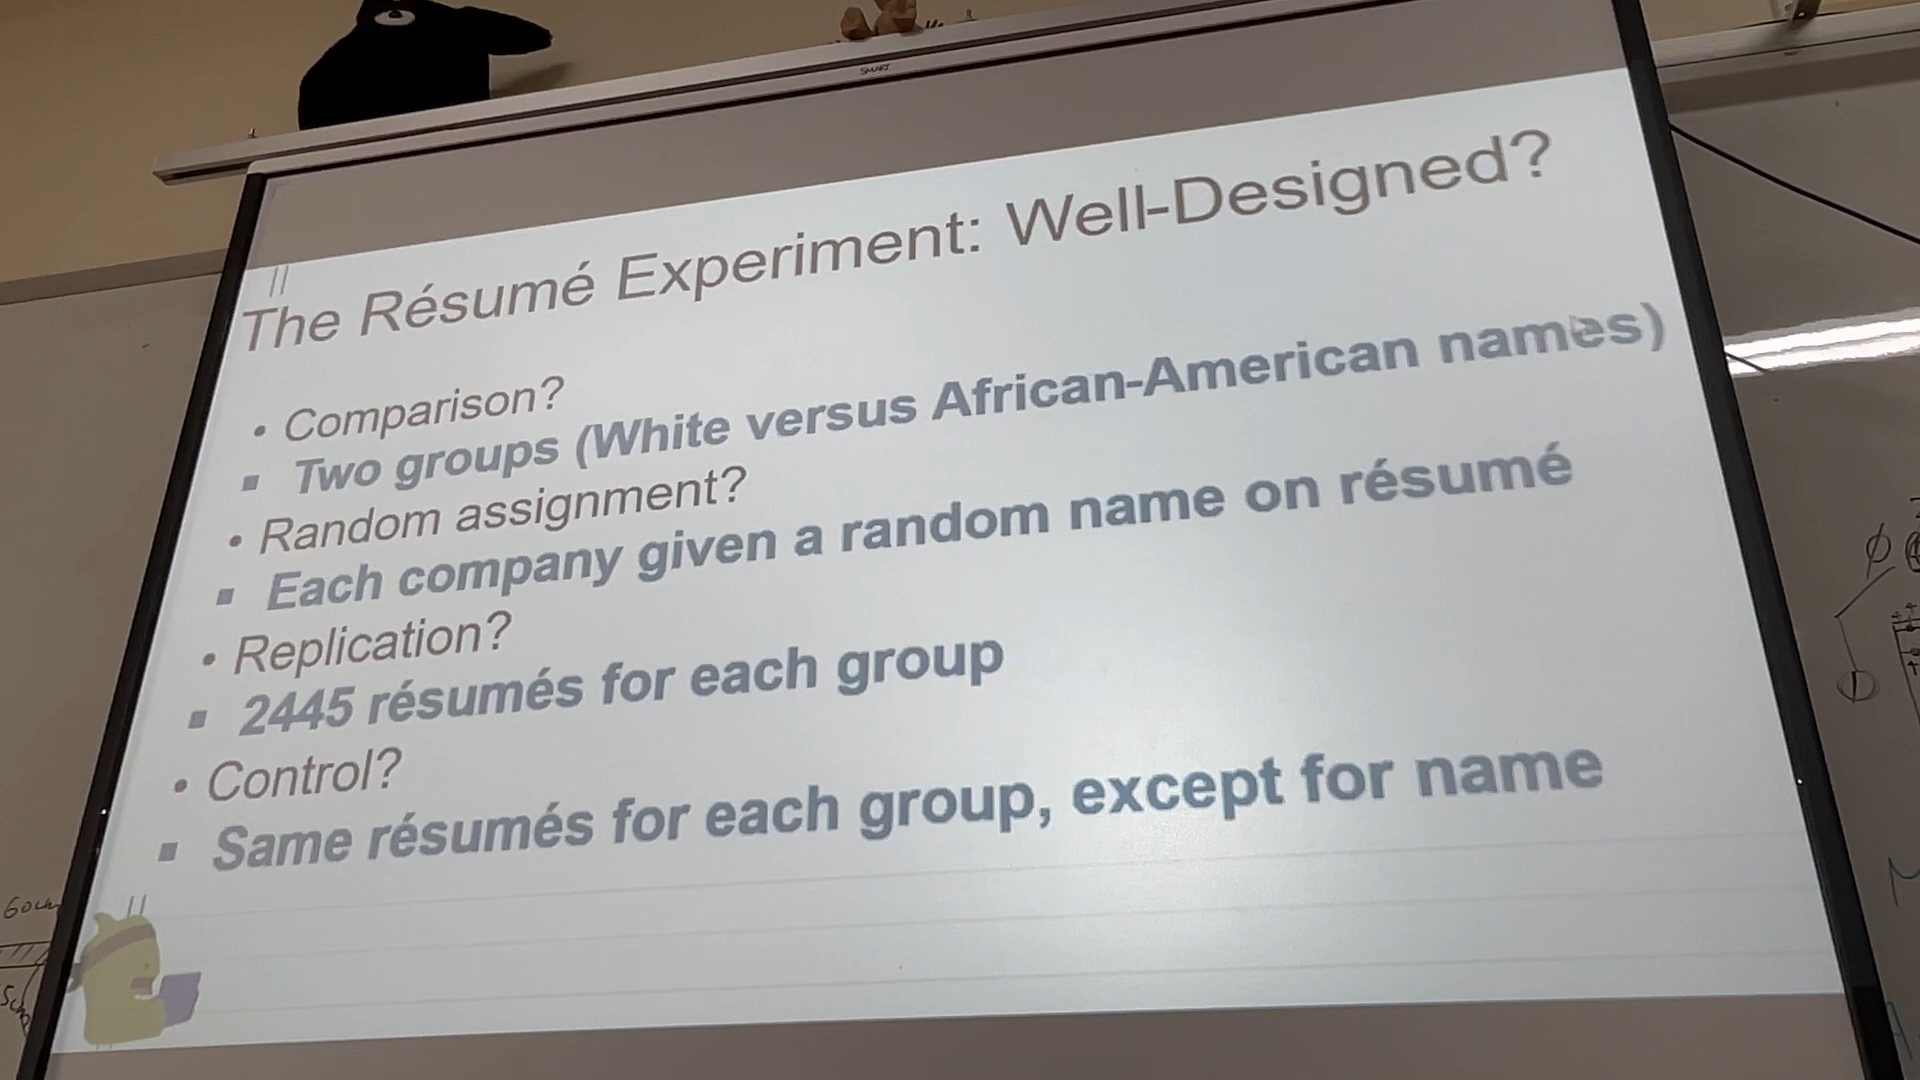 SMART
The Résumé Experiment: Well-Designed?
• Comparison?
▪ Two groups (White versus African-American names)
• Random assignment?
▪ Each company given a random name on résumé
• Replication?
▪ 2445 résumés for each group
• Control?
▪ Same résumés for each group, except for name